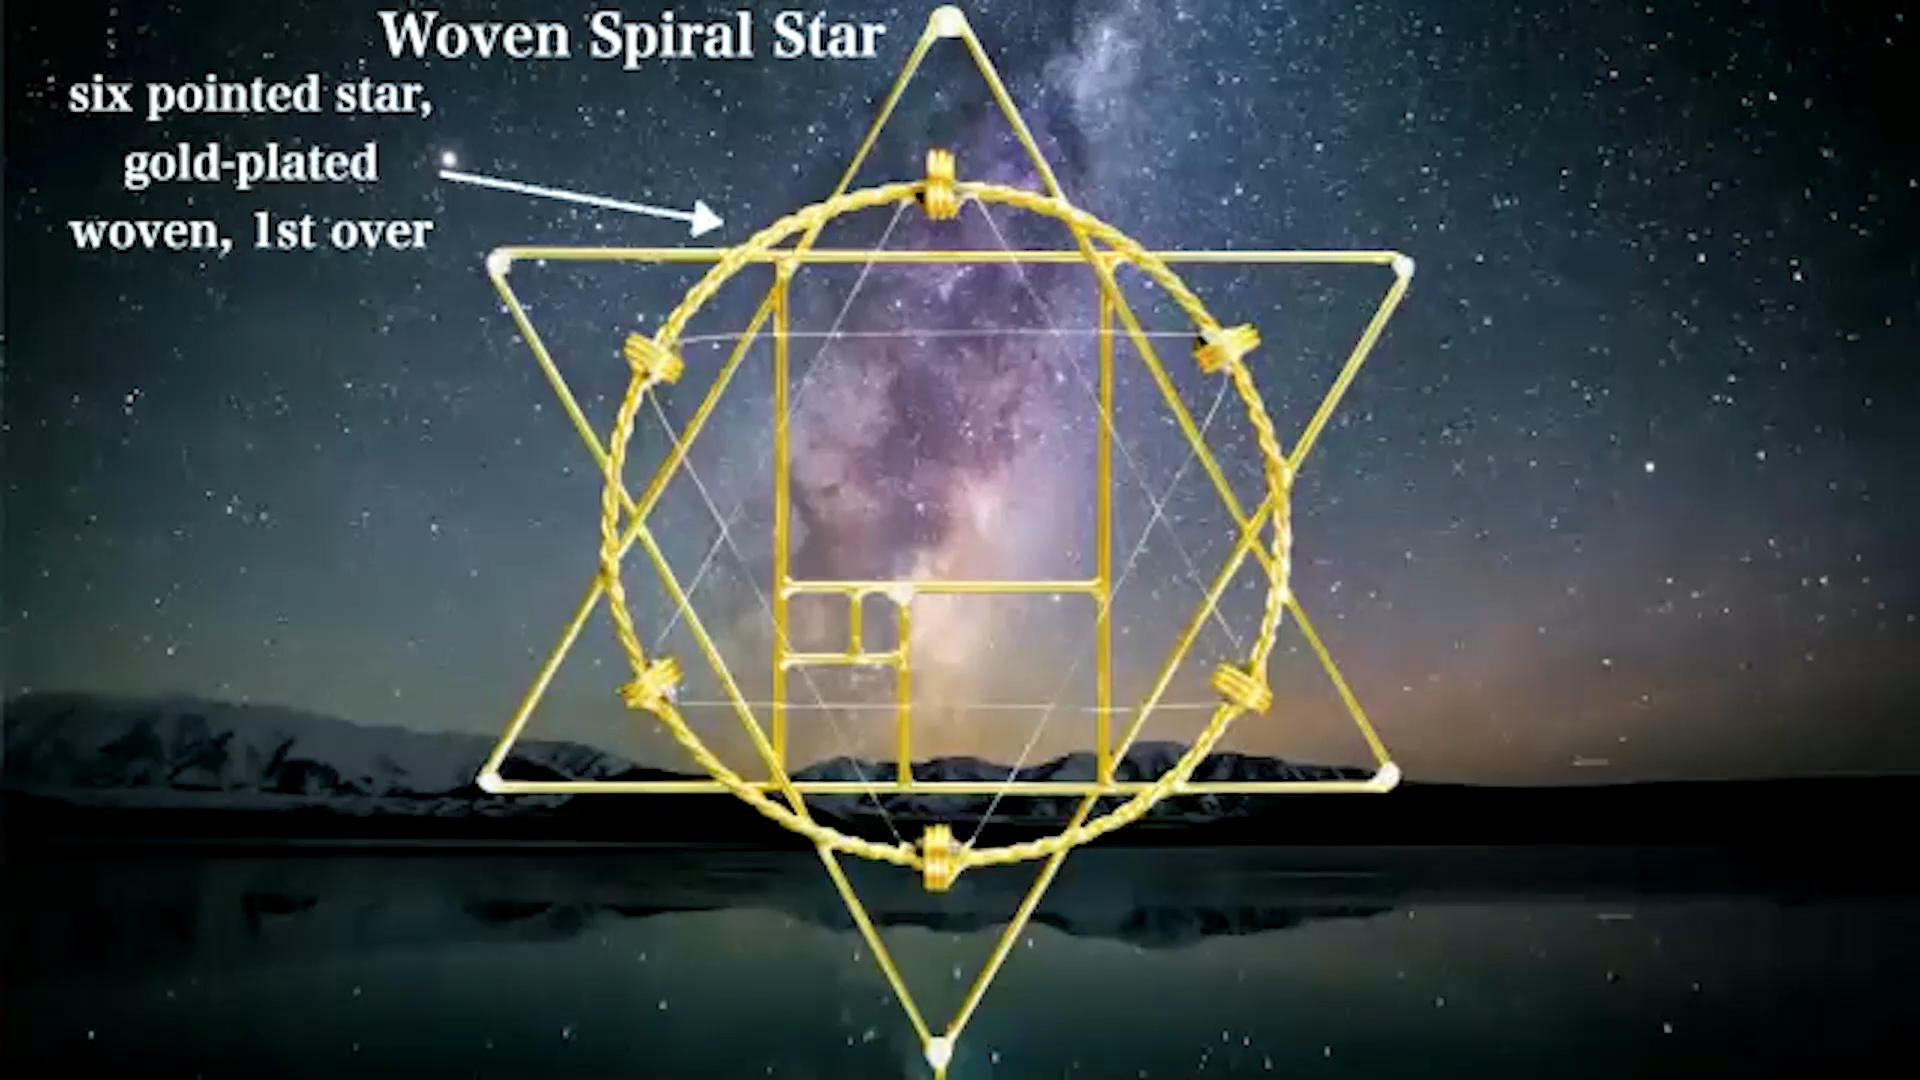 Woven Spiral Star
six pointed star,
gold-plated
woven, 1st over